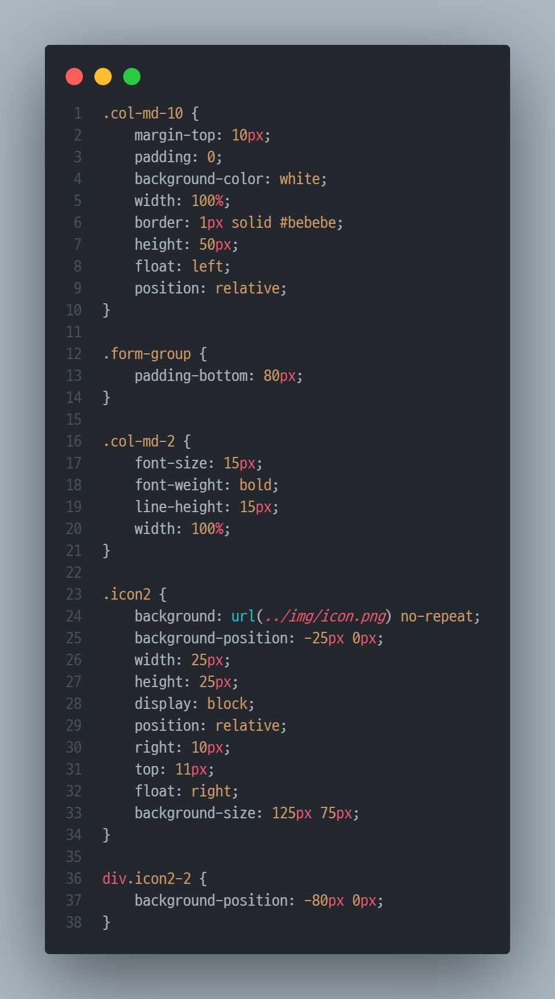 1 .col-md-10 {
2     margin-top: 10px;
3     padding: 0;
4     background-color: white;
5     width: 100%;
6     border: 1px solid #bebebe;
7     height: 50px;
8     float: left;
9     position: relative;
10 }
11
12 .form-group {
13     padding-bottom: 80px;
14 }
15
16 .col-md-2 {
17     font-size: 15px;
18     font-weight: bold;
19     line-height: 15px;
20     width: 100%;
21 }
22
23 .icon2 {
24     background: url(../img/icon.png) no-repeat;
25     background-position: -25px 0px;
26     width: 25px;
27     height: 25px;
28     display: block;
29     position: relative;
30     right: 10px;
31     top: 11px;
32     float: right;
33     background-size: 125px 75px;
34 }
35
36 div.icon2-2 {
37     background-position: -80px 0px;
38 }